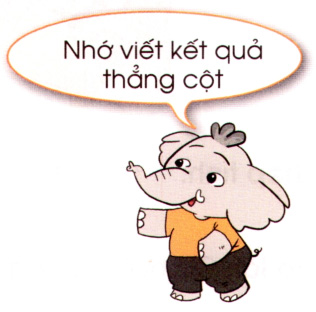 Nhớ viết kết quả
thẳng cột